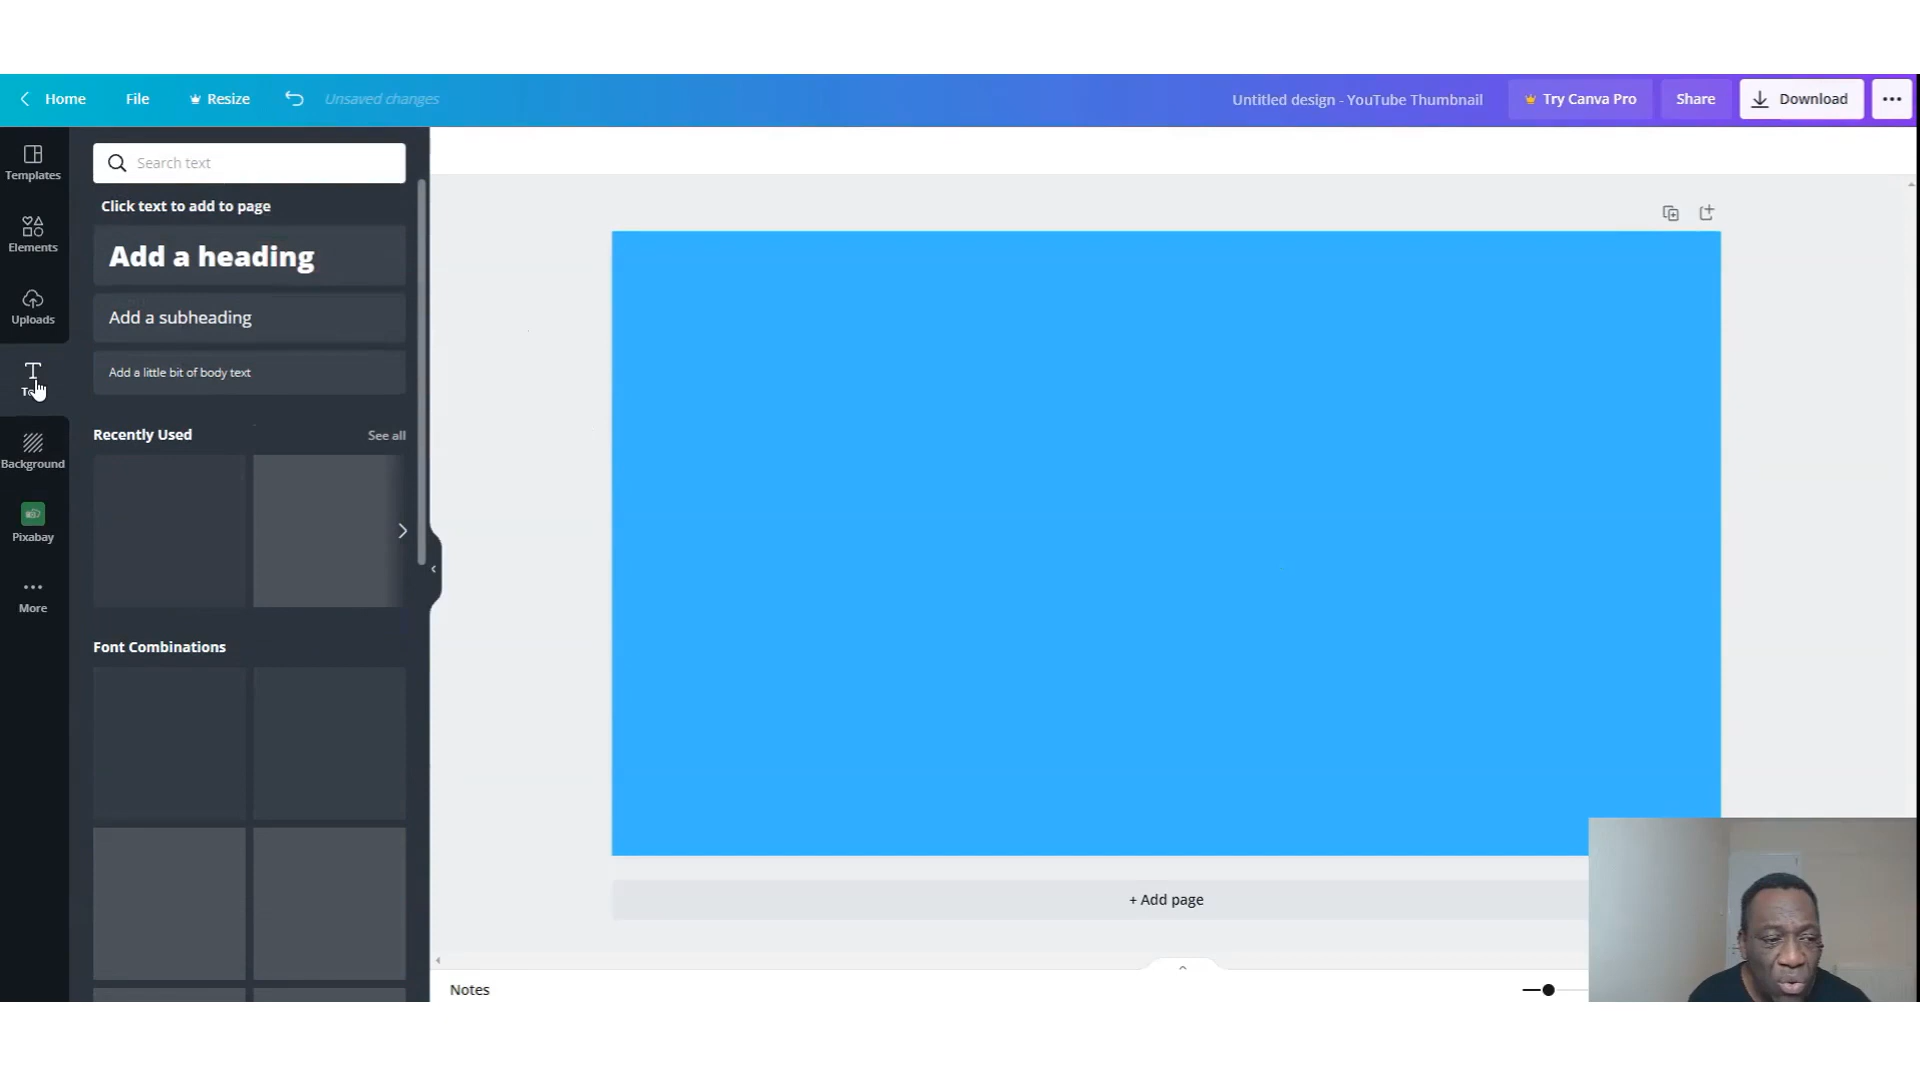 Home File Resize Unsaved changes Untitled design - YouTube Thumbnail Try Canva Pro Share Download
Templates
Elements
Uploads
Background
Pixabay
More
Search text
Click text to add to page
Add a heading
Add a subheading
Add a little bit of body text
Recently Used See all
Font Combinations
+ Add page
Notes